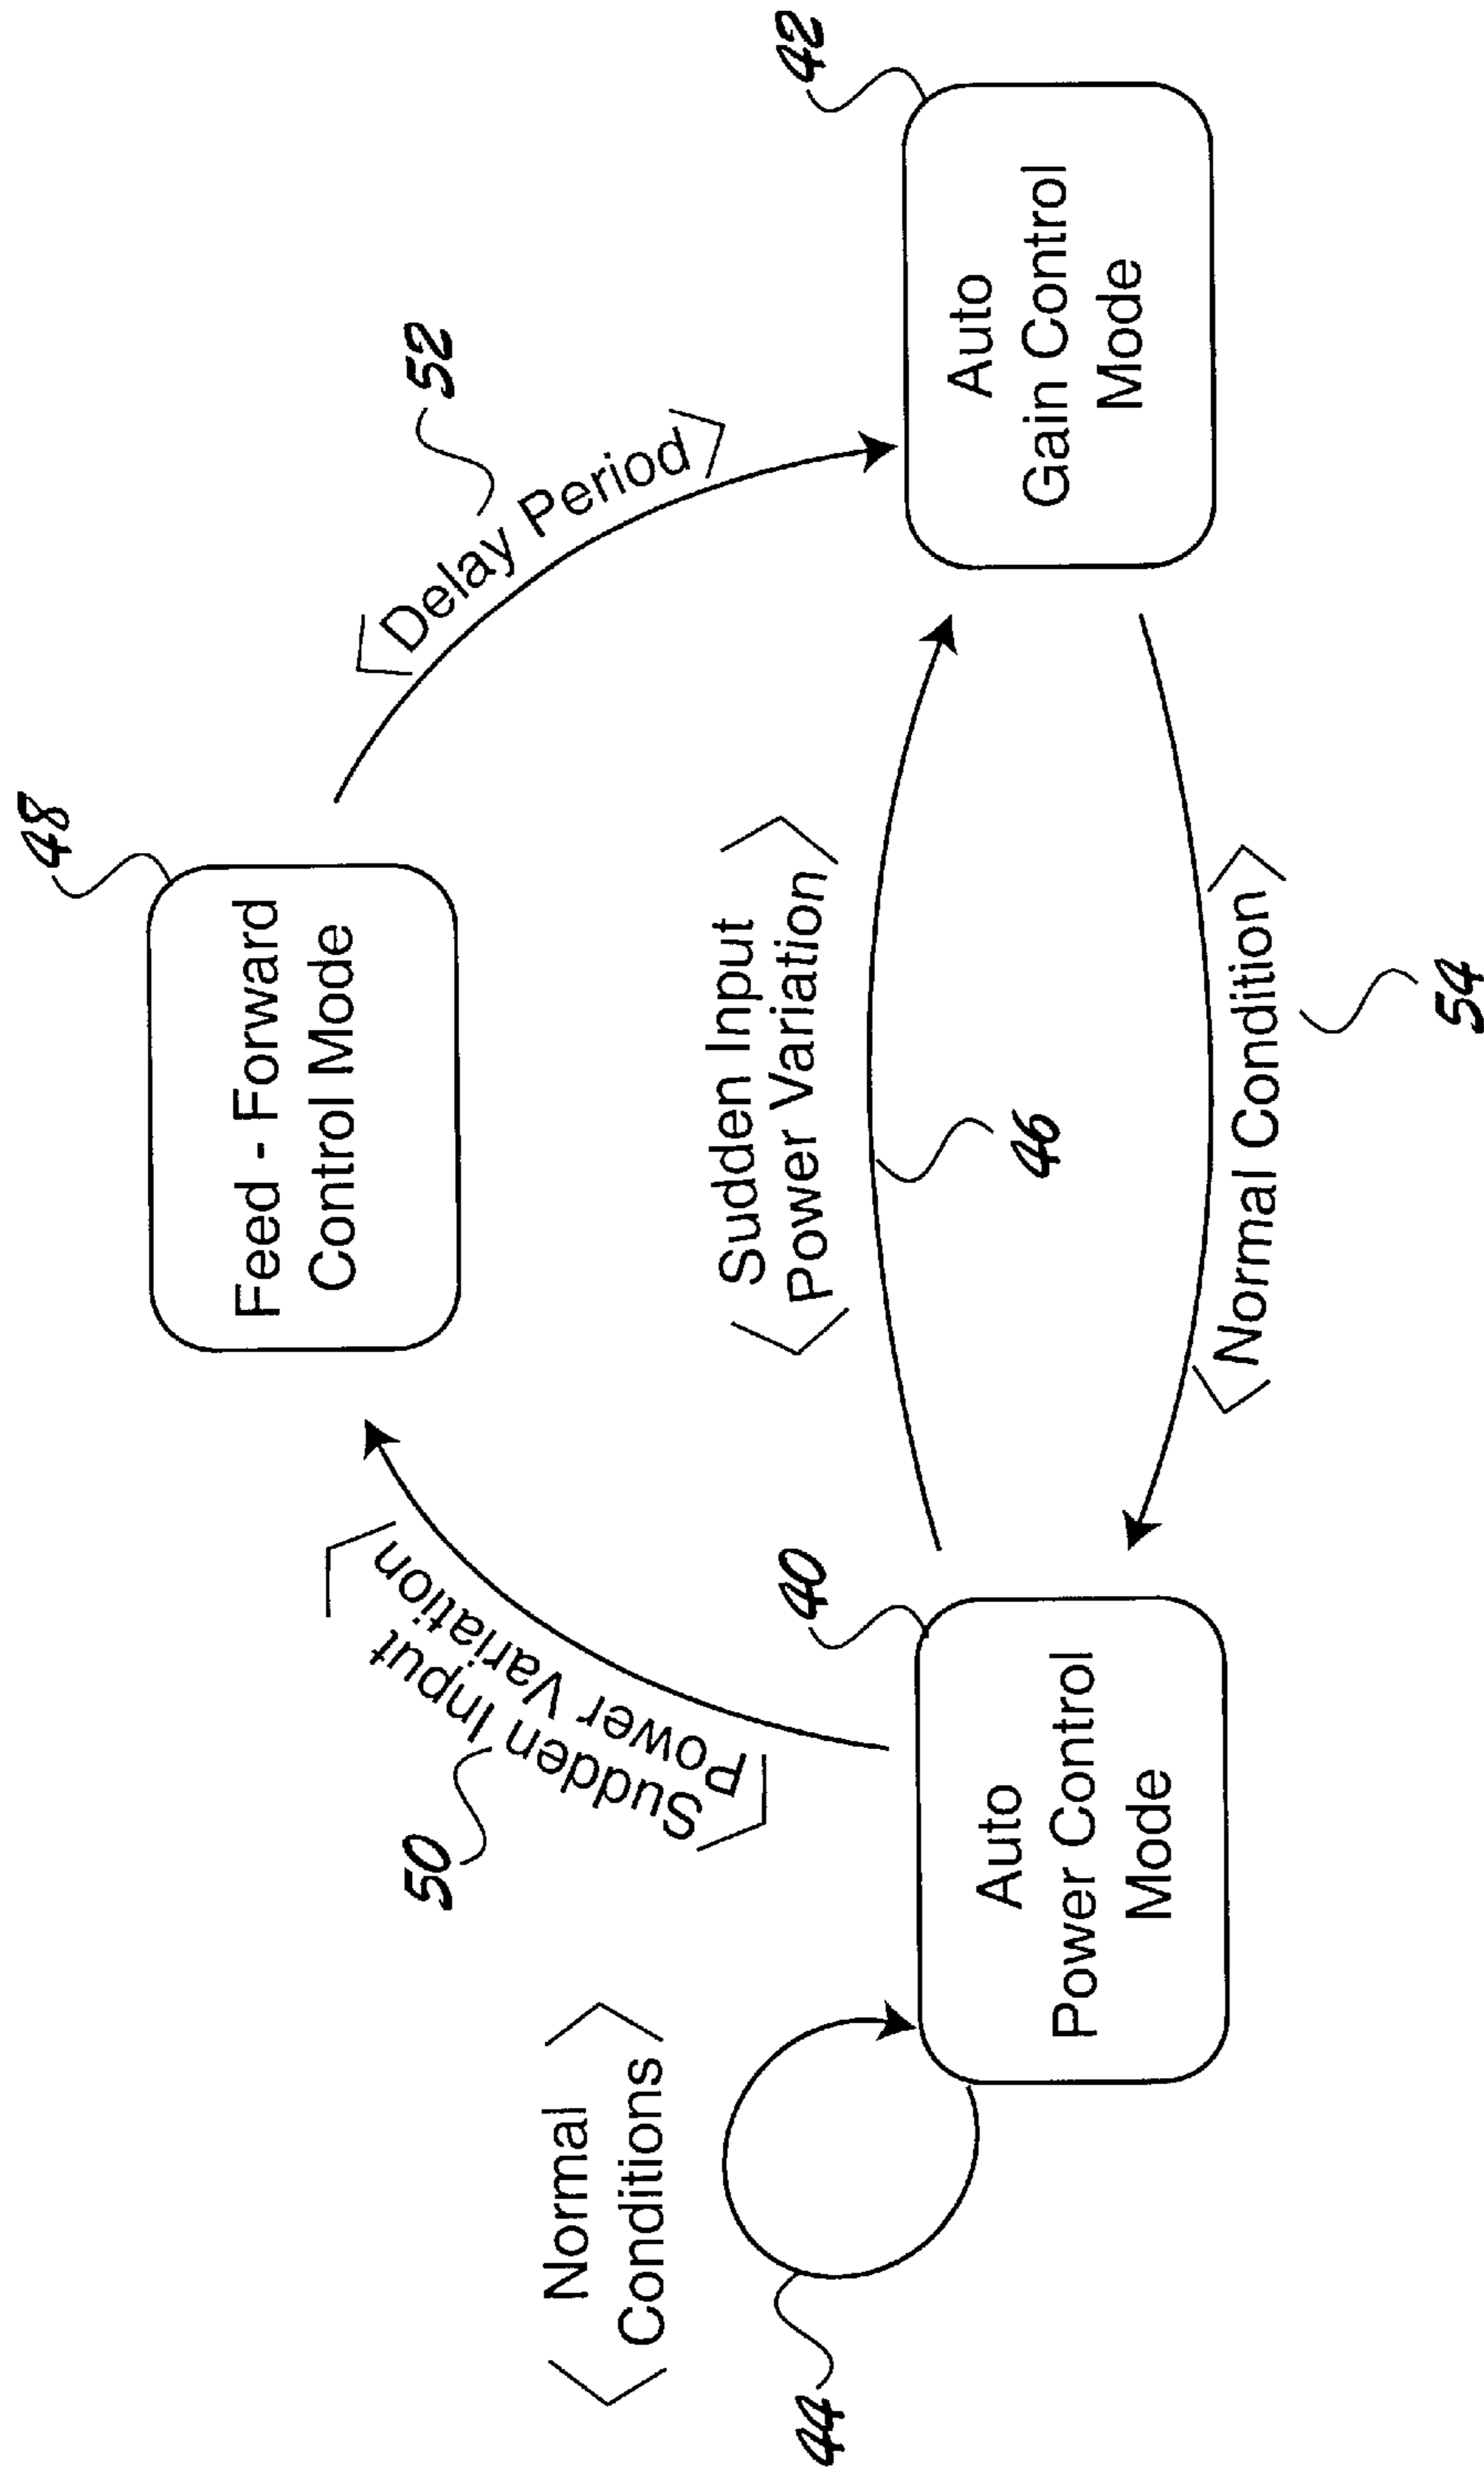 48
Feed - Forward
Control Mode
50
〈Sudden Input
Power Variation〉
52
〈Delay Period〉
〈Normal
Conditions〉
44
〈Sudden Input
Power Variation〉
46
40
Auto
Power Control
Mode
42
Auto
Gain Control
Mode
〈Normal Condition〉
54